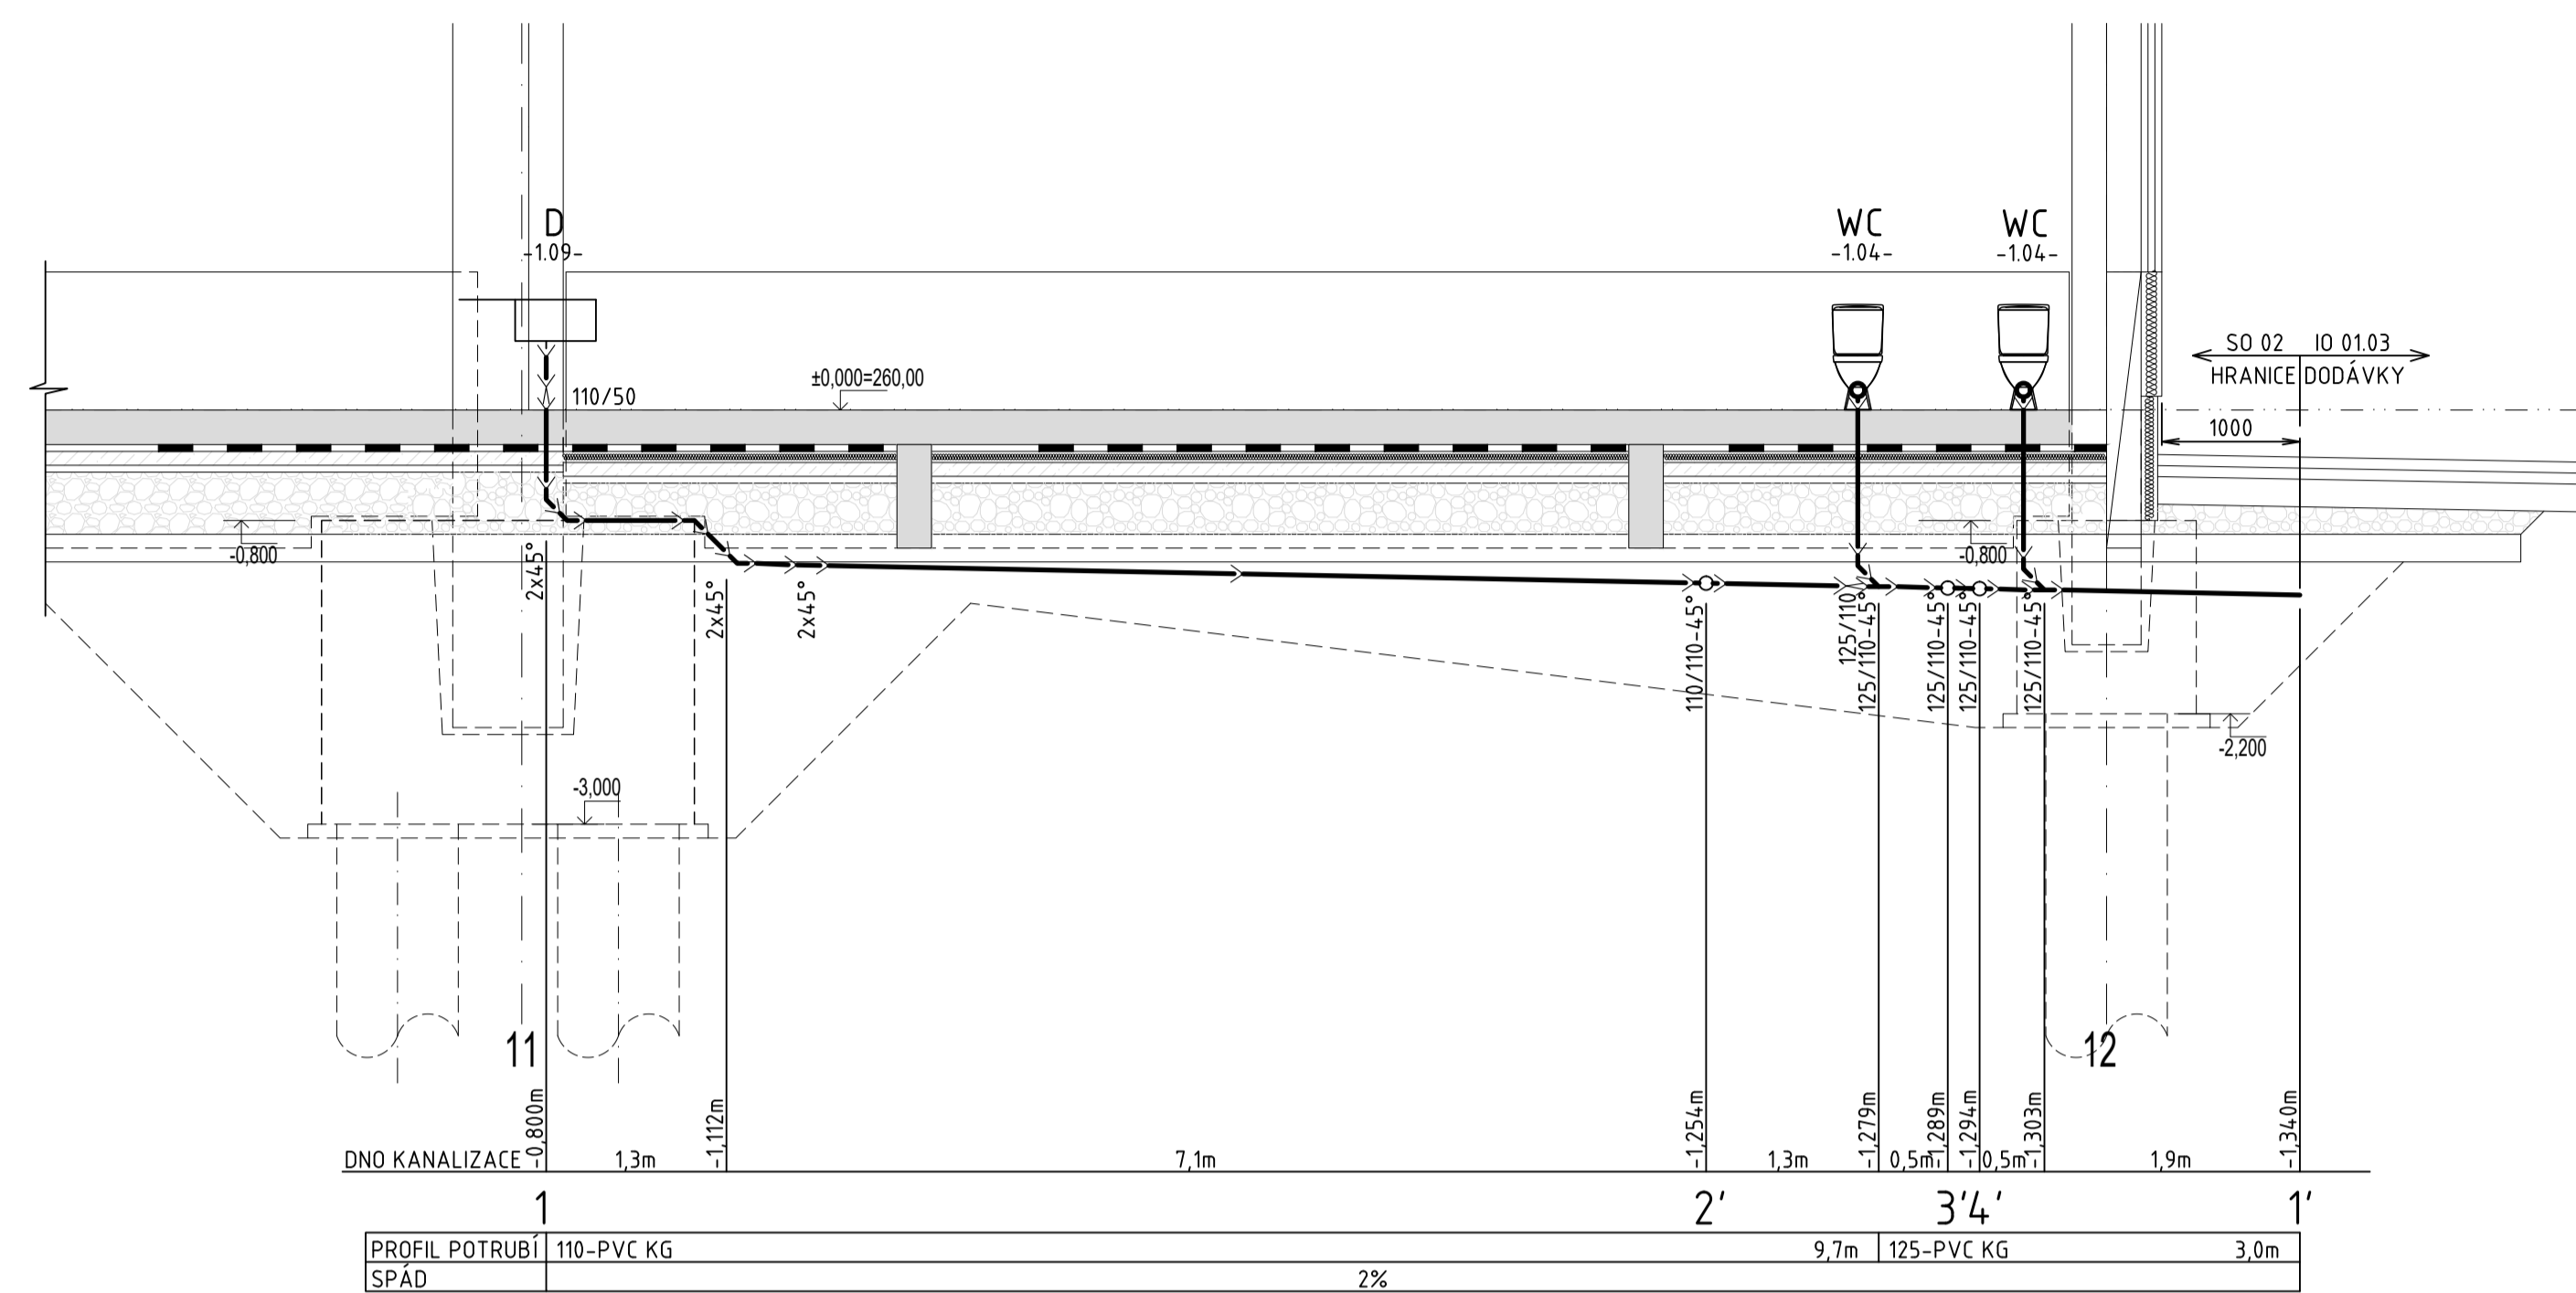 D
-1.09-
WC
-1.04-
WC
-1.04-
SO 02 IO 01.03
HRANICE DODÁVKY
1000
±0,000=260,00
110/50
-0,800
-0,800
2x45°
2x45°
2x45°
110/110-45°
125/110
125/110-45°
125/110-45°
125/110-45°
125/110-45°
-2,200
-3,000
11
12
-0,800m
-1,112m
-1,254m
-1,279m
-1,289m
-1,294m
-1,303m
-1,340m
DNO KANALIZACE 1,3m 7,1m 1,3m 0,5m 0,5m 1,9m
1 2' 3'4' 1'
PROFIL POTRUBÍ 110-PVC KG 9,7m 125-PVC KG 3,0m
SPÁD 2%